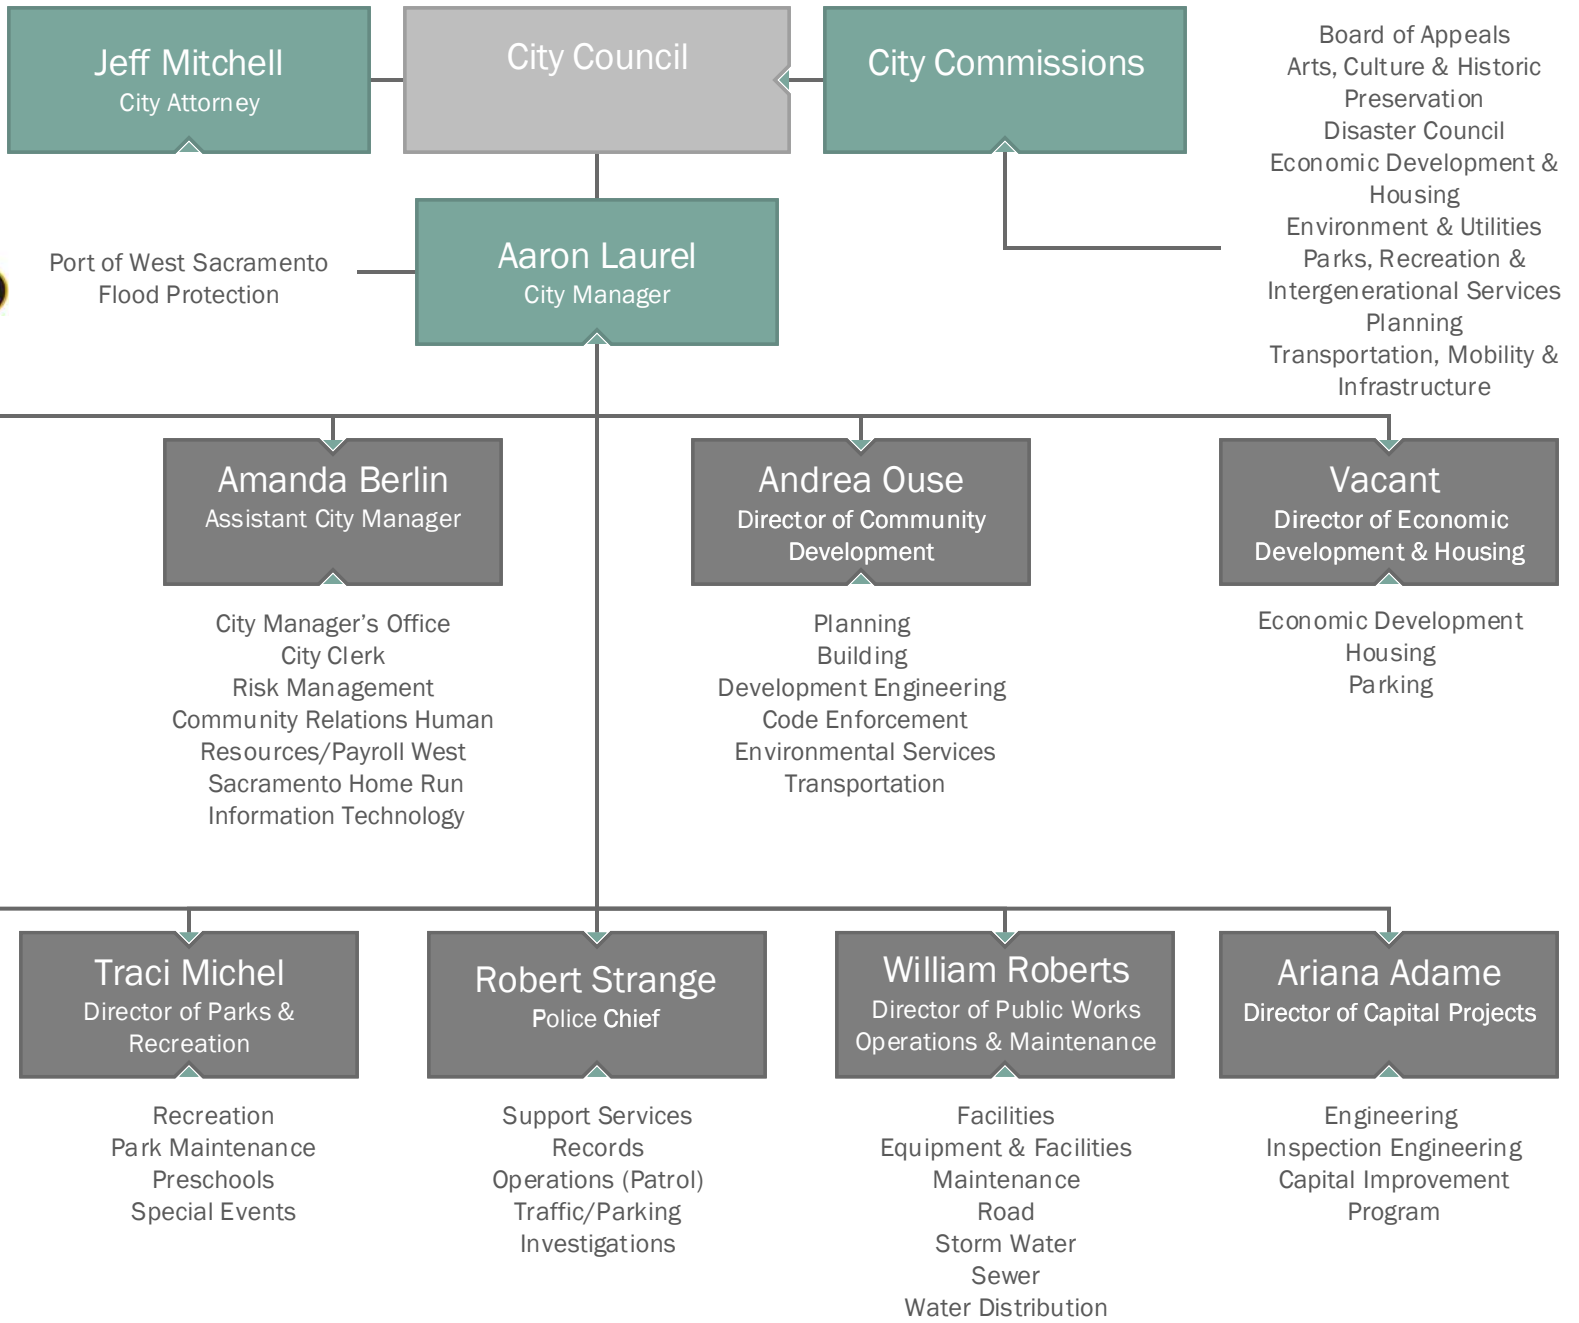 Jeff Mitchell
City Attorney
City Council
City Commissions
Board of Appeals
Arts, Culture & Historic
Preservation
Disaster Council
Economic Development &
Housing
Environment & Utilities
Parks, Recreation &
Intergenerational Services
Planning
Transportation, Mobility &
Infrastructure
Port of West Sacramento
Flood Protection
Aaron Laurel
City Manager
Amanda Berlin
Assistant City Manager
City Manager’s Office
City Clerk
Risk Management
Community Relations Human
Resources/Payroll West
Sacramento Home Run
Information Technology
Andrea Ouse
Director of Community
Development
Planning
Building
Development Engineering
Code Enforcement
Environmental Services
Transportation
Vacant
Director of Economic
Development & Housing
Economic Development
Housing
Parking
Traci Michel
Director of Parks &
Recreation
Recreation
Park Maintenance
Preschools
Special Events
Robert Strange
Police Chief
Support Services
Records
Operations (Patrol)
Traffic/Parking
Investigations
William Roberts
Director of Public Works
Operations & Maintenance
Facilities
Equipment & Facilities
Maintenance
Road
Storm Water
Sewer
Water Distribution
Ariana Adame
Director of Capital Projects
Engineering
Inspection Engineering
Capital Improvement
Program